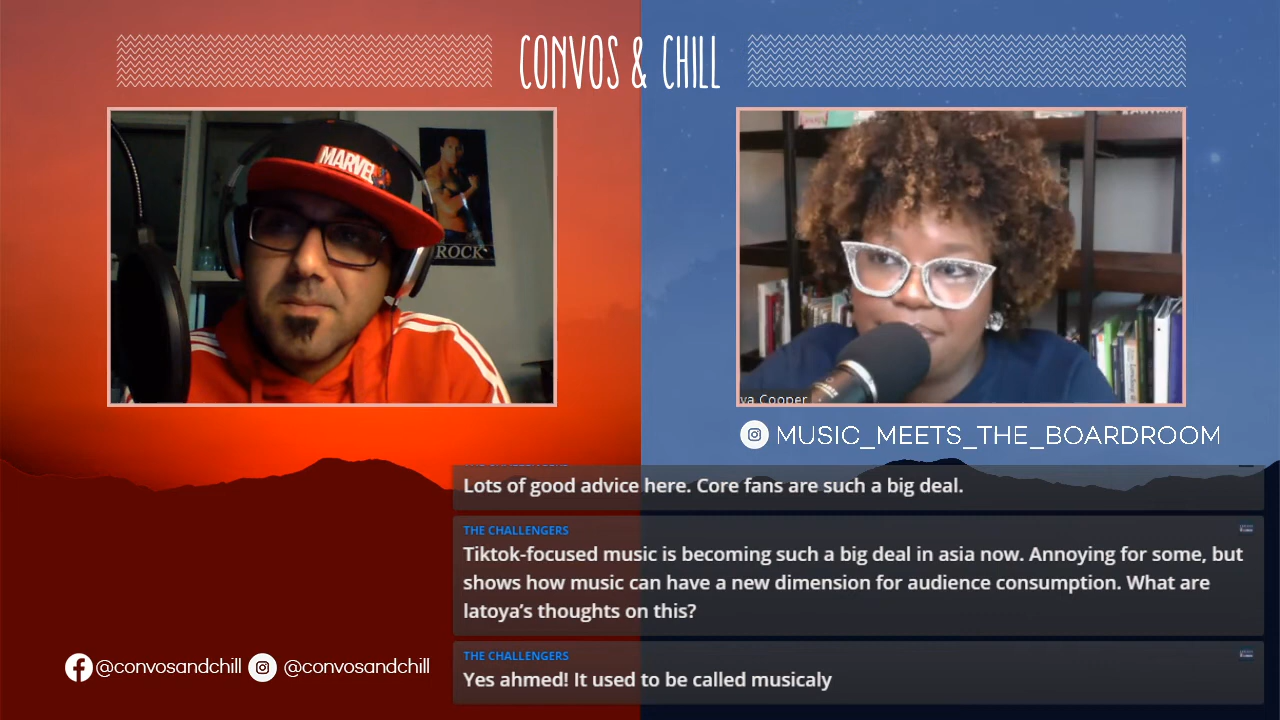 CONVOS & CHILL
MARVEL
ROCK
va Cooper
MUSIC_MEETS_THE_BOARDROOM
Lots of good advice here. Core fans are such a big deal.
THE CHALLENGERS
Tiktok-focused music is becoming such a big deal in asia now. Annoying for some, but
shows how music can have a new dimension for audience consumption. What are
latoya’s thoughts on this?
THE CHALLENGERS
Yes ahmed! It used to be called musicaly
@convosandchill @convosandchill